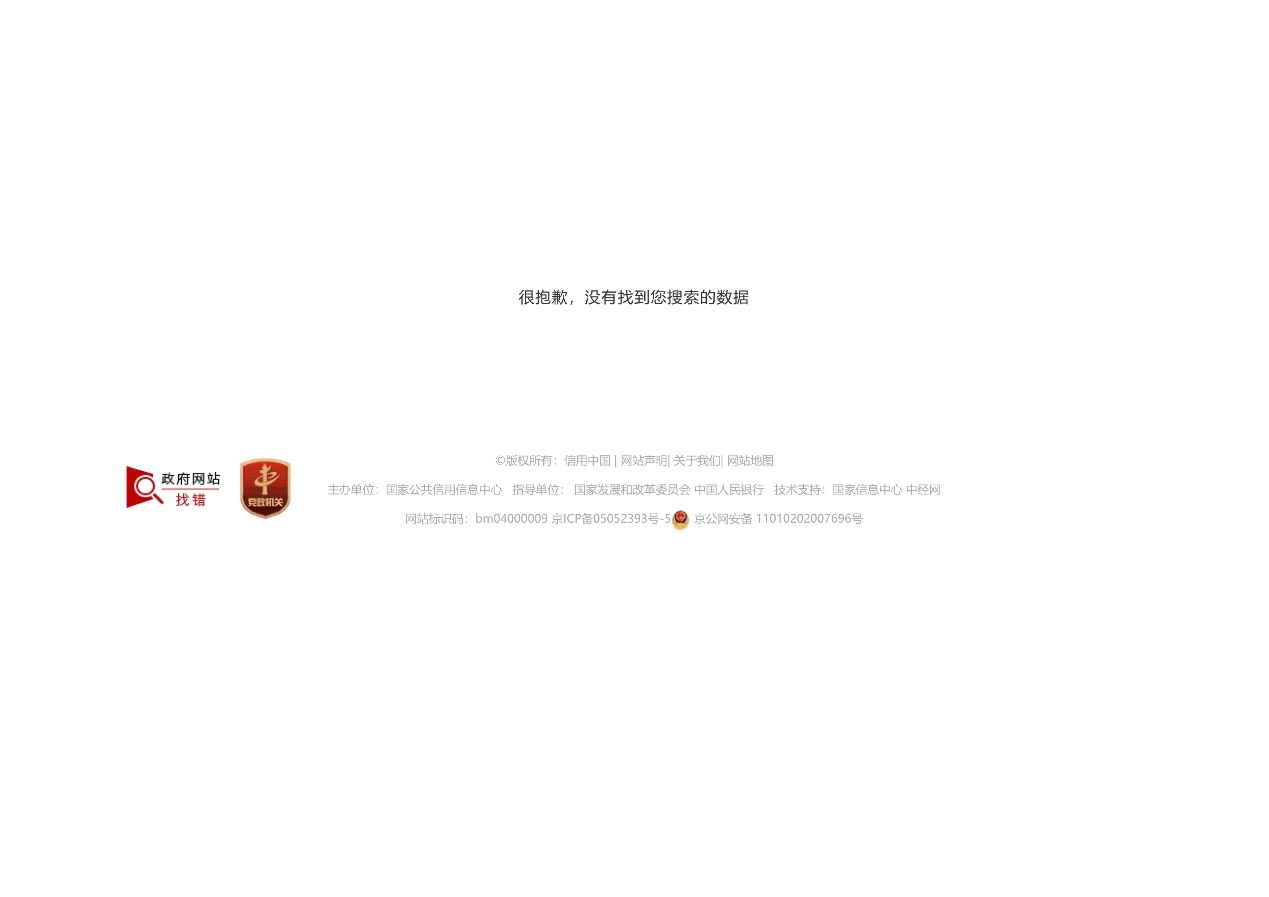 很抱歉，没有找到您搜索的数据
政府网站
找错
党政机关
©版权所有：信用中国 | 网站声明| 关于我们| 网站地图
主办单位：国家公共信用信息中心 指导单位： 国家发展和改革委员会 中国人民银行 技术支持：国家信息中心 中经网
网站标识码：bm04000009 京ICP备05052393号-5 京公网安备 11010202007696号